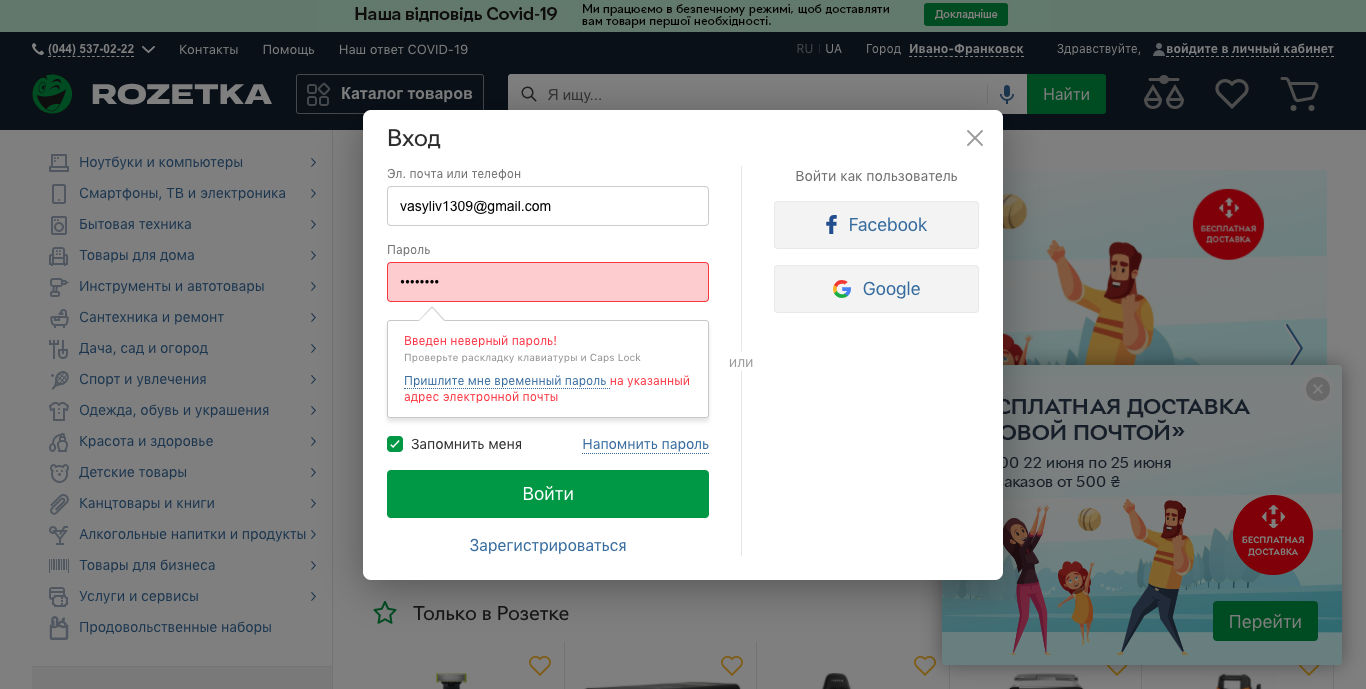 Наша відповідь Covid-19
Ми працюємо в безпечному режимі, щоб доставляти
вам товари першої необхідності.
Докладніше
(044) 537-02-22
Контакты
Помощь
Наш ответ COVID-19
RU | UA
Город Ивано-Франковск
Здравствуйте, войдите в личный кабинет
ROZETKA
Каталог товаров
Я ищу...
Найти
Ноутбуки и компьютеры
Смартфоны, ТВ и электроника
Бытовая техника
Товары для дома
Инструменты и автотовары
Сантехника и ремонт
Дача, сад и огород
Спорт и увлечения
Одежда, обувь и украшения
Красота и здоровье
Детские товары
Канцтовары и книги
Алкогольные напитки и продукты
Товары для бизнеса
Услуги и сервисы
Продовольственные наборы
Вход
Эл. почта или телефон
vasyliv1309@gmail.com
Пароль
••••••••
Введен неверный пароль!
Проверьте раскладку клавиатуры и Caps Lock
Пришлите мне временный пароль на указанный
адрес электронной почты
Запомнить меня
Напомнить пароль
Войти
Зарегистрироваться
или
Войти как пользователь
Facebook
Google
БЕСПЛАТНАЯ
ДОСТАВКА
СПЛАТНАЯ ДОСТАВКА
ОВОЙ ПОЧТОЙ»
00 22 июня по 25 июня
аказов от 500 ₴
БЕСПЛАТНАЯ
ДОСТАВКА
Перейти
Только в Розетке